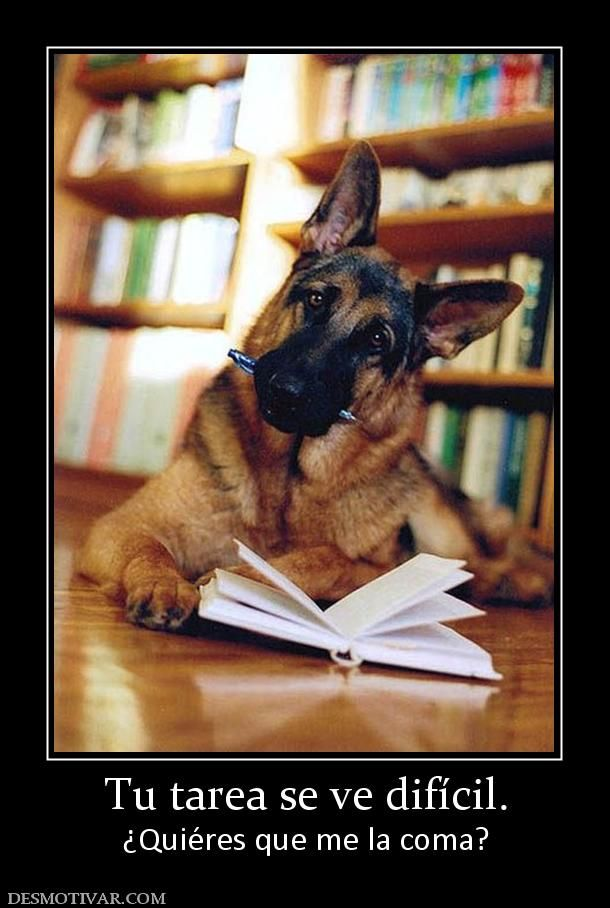 Tu tarea se ve difícil.
¿Quiéres que me la coma?
DESMOTIVAR.COM